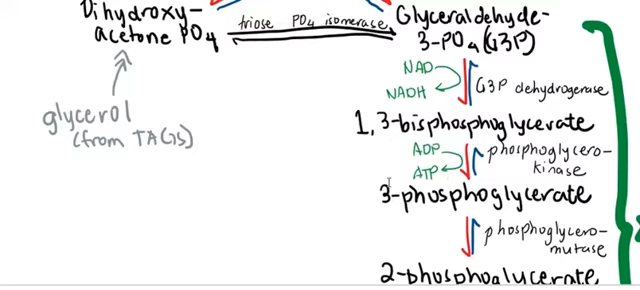 Dihydroxy-
acetone PO4
triose PO4 isomerase
Glyceraldehyde-
3-PO4 (G3P)
NAD
NADH
G3P dehydrogenase
glycerol
(from TAGS)
1,3-bisphosphoglycerate
ADP
ATP
phosphoglycero-
kinase
3-phosphoglycerate
phosphoglycero-
mutase
2-phosphoglycerate